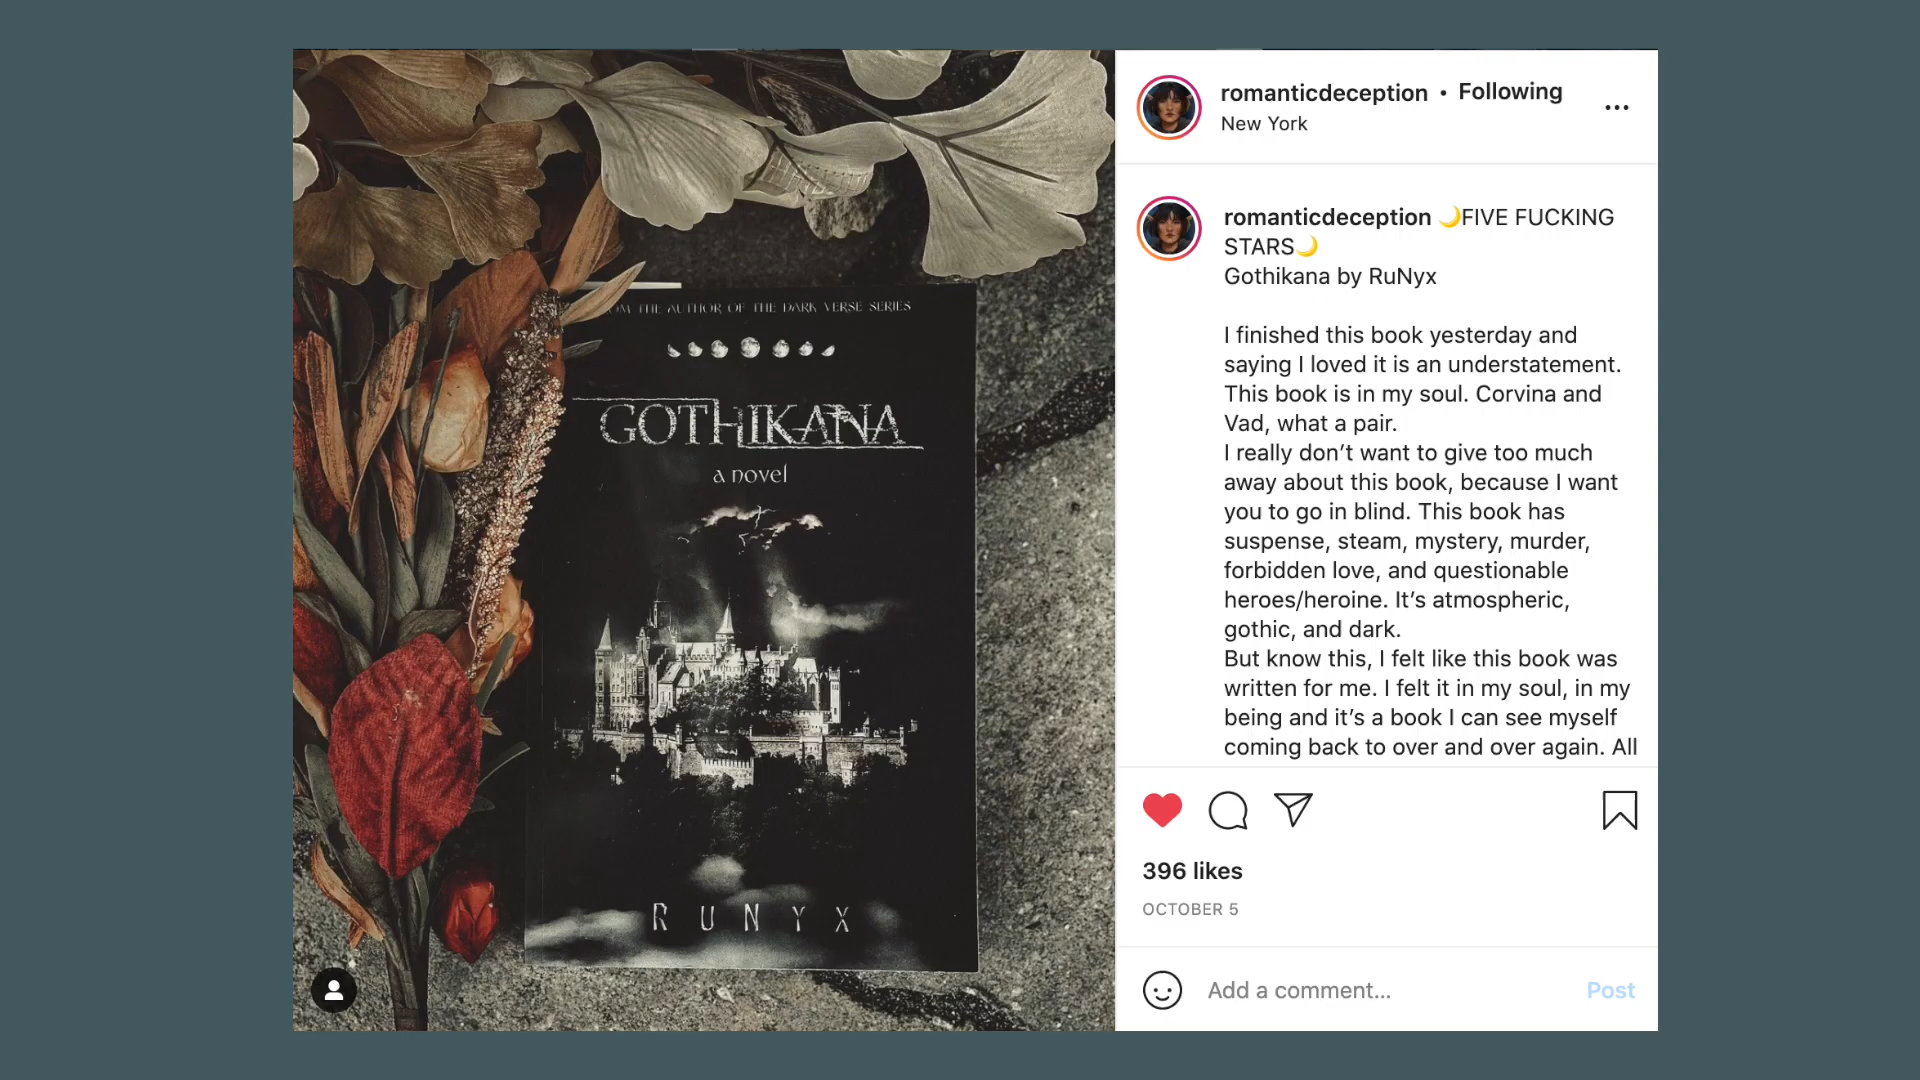 FROM THE AUTHOR OF THE DARK VERSE SERIES
GOTHIKANA
a novel
RUNYX
romanticdeception • Following
New York
romanticdeception 🌙FIVE FUCKING
STARS🌙
Gothikana by RuNyx
I finished this book yesterday and
saying I loved it is an understatement.
This book is in my soul. Corvina and
Vad, what a pair.
I really don’t want to give too much
away about this book, because I want
you to go in blind. This book has
suspense, steam, mystery, murder,
forbidden love, and questionable
heroes/heroine. It’s atmospheric,
gothic, and dark.
But know this, I felt like this book was
written for me. I felt it in my soul, in my
being and it’s a book I can see myself
coming back to over and over again. All
396 likes
OCTOBER 5
Add a comment...
Post